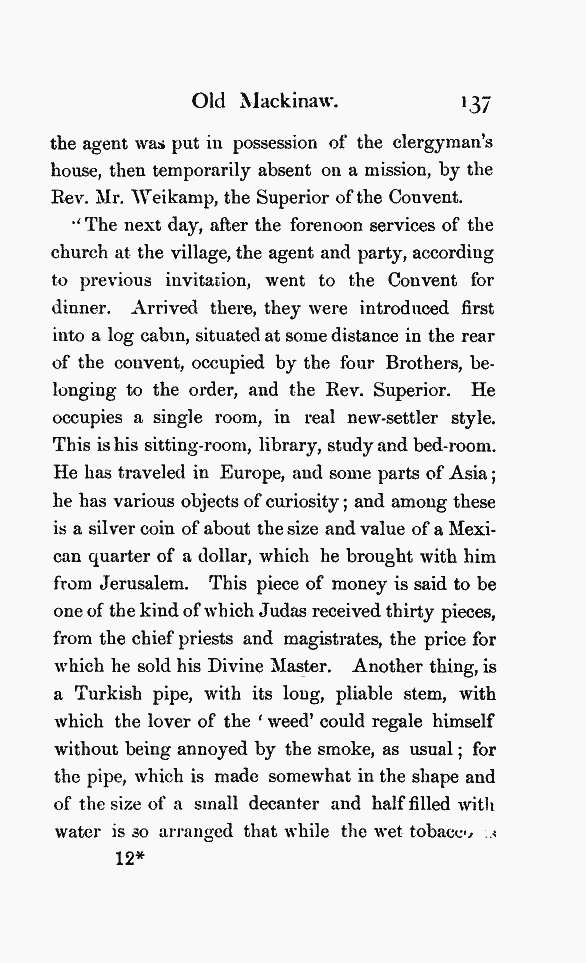 Old Mackinaw. 137
the agent was put in possession of the clergyman's
house, then temporarily absent on a mission, by the
Rev. Mr. Weikamp, the Superior of the Convent.
"The next day, after the forenoon services of the
church at the village, the agent and party, according
to previous invitation, went to the Convent for
dinner. Arrived there, they were introduced first
into a log cabin, situated at some distance in the rear
of the convent, occupied by the four Brothers, be-
longing to the order, and the Rev. Superior. He
occupies a single room, in real new-settler style.
This is his sitting-room, library, study and bed-room.
He has traveled in Europe, and some parts of Asia;
he has various objects of curiosity; and among these
is a silver coin of about the size and value of a Mexi-
can quarter of a dollar, which he brought with him
from Jerusalem. This piece of money is said to be
one of the kind of which Judas received thirty pieces,
from the chief priests and magistrates, the price for
which he sold his Divine Master. Another thing, is
a Turkish pipe, with its long, pliable stem, with
which the lover of the 'weed' could regale himself
without being annoyed by the smoke, as usual; for
the pipe, which is made somewhat in the shape and
of the size of a small decanter and half filled with
water is so arranged that while the wet tobacco is
12*